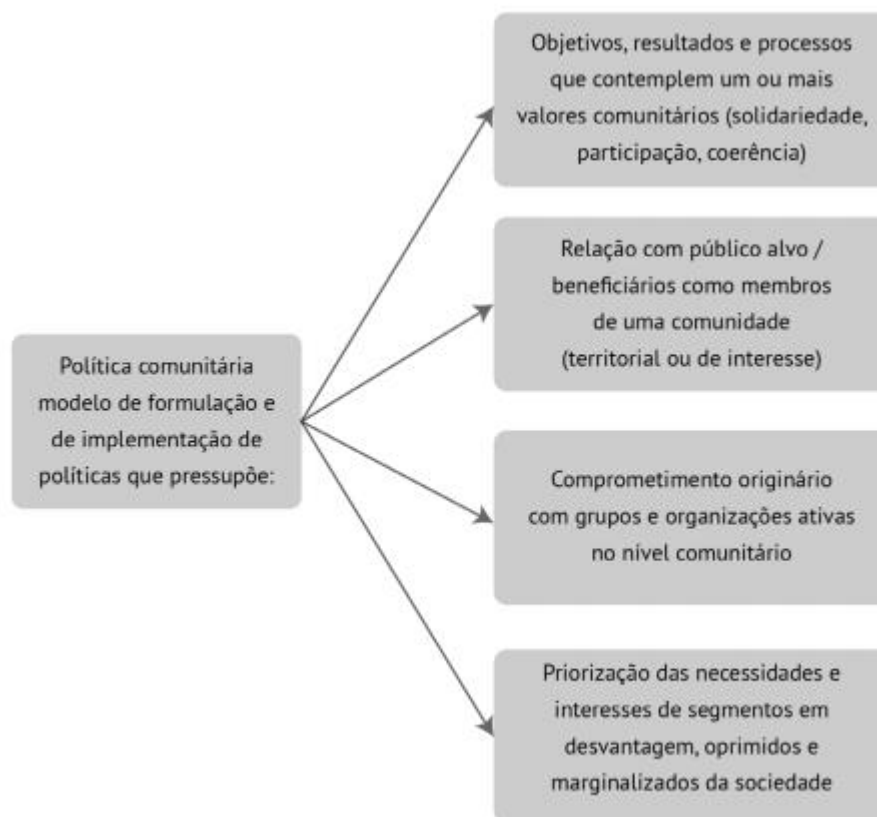 Política comunitária
modelo de formulação e
de implementação de
políticas que pressupõe:
Objetivos, resultados e processos
que contemplem um ou mais
valores comunitários (solidariedade,
participação, coerência)
Relação com público alvo /
beneficiários como membros
de uma comunidade
(territorial ou de interesse)
Comprometimento originário
com grupos e organizações ativas
no nível comunitário
Priorização das necessidades e
interesses de segmentos em
desvantagem, oprimidos e
marginalizados da sociedade